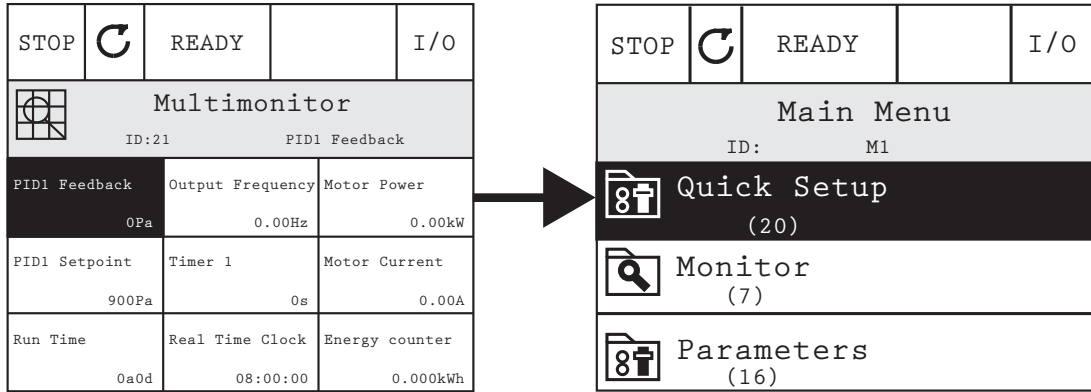 STOP READY I/O
Multimonitor
ID:21 PID1 Feedback
PID1 Feedback Output Frequency Motor Power
0Pa 0.00Hz 0.00kW
PID1 Setpoint Timer 1 Motor Current
900Pa 0s 0.00A
Run Time Real Time Clock Energy counter
0a0d 08:00:00 0.000kWh
STOP READY I/O
Main Menu
ID: M1
Quick Setup
(20)
Monitor
(7)
Parameters
(16)